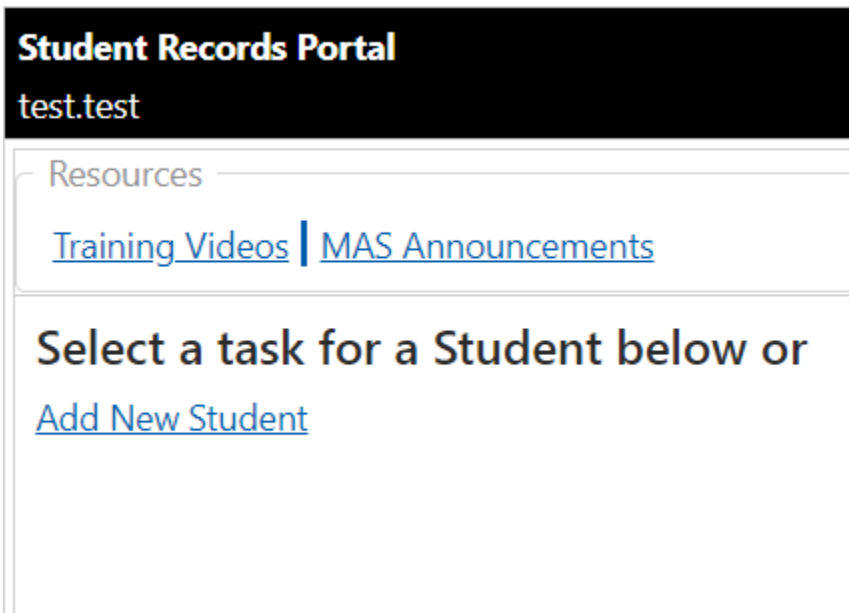 Student Records Portal
test.test
Resources
Training Videos | MAS Announcements
Select a task for a Student below or
Add New Student